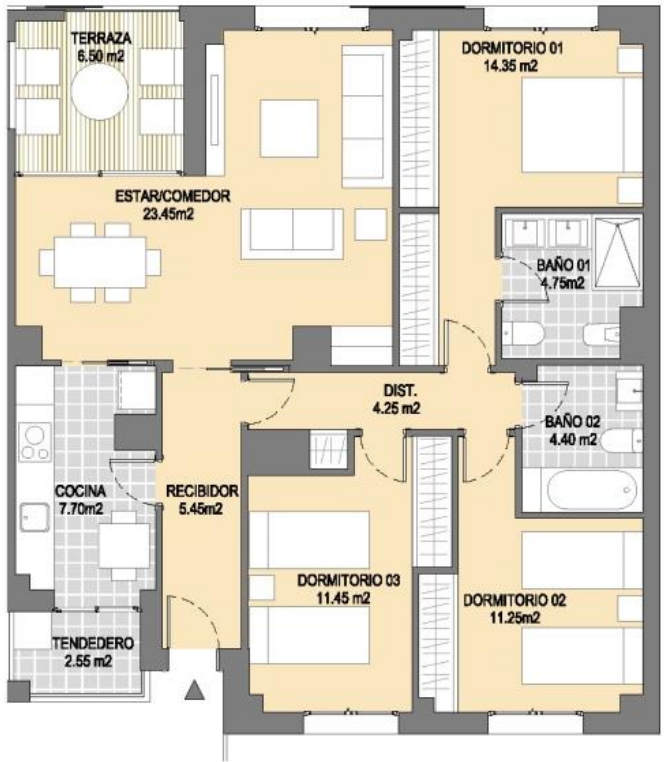 TERRAZA
6.50 m2
DORMITORIO 01
14.35 m2
ESTAR/COMEDOR
23.45m2
BAÑO 01
4.75m2
DIST.
4.25 m2
BAÑO 02
4.40 m2
COCINA
7.70m2
RECIBIDOR
5.45m2
DORMITORIO 03
11.45 m2
DORMITORIO 02
11.25m2
TENDEDERO
2.55 m2